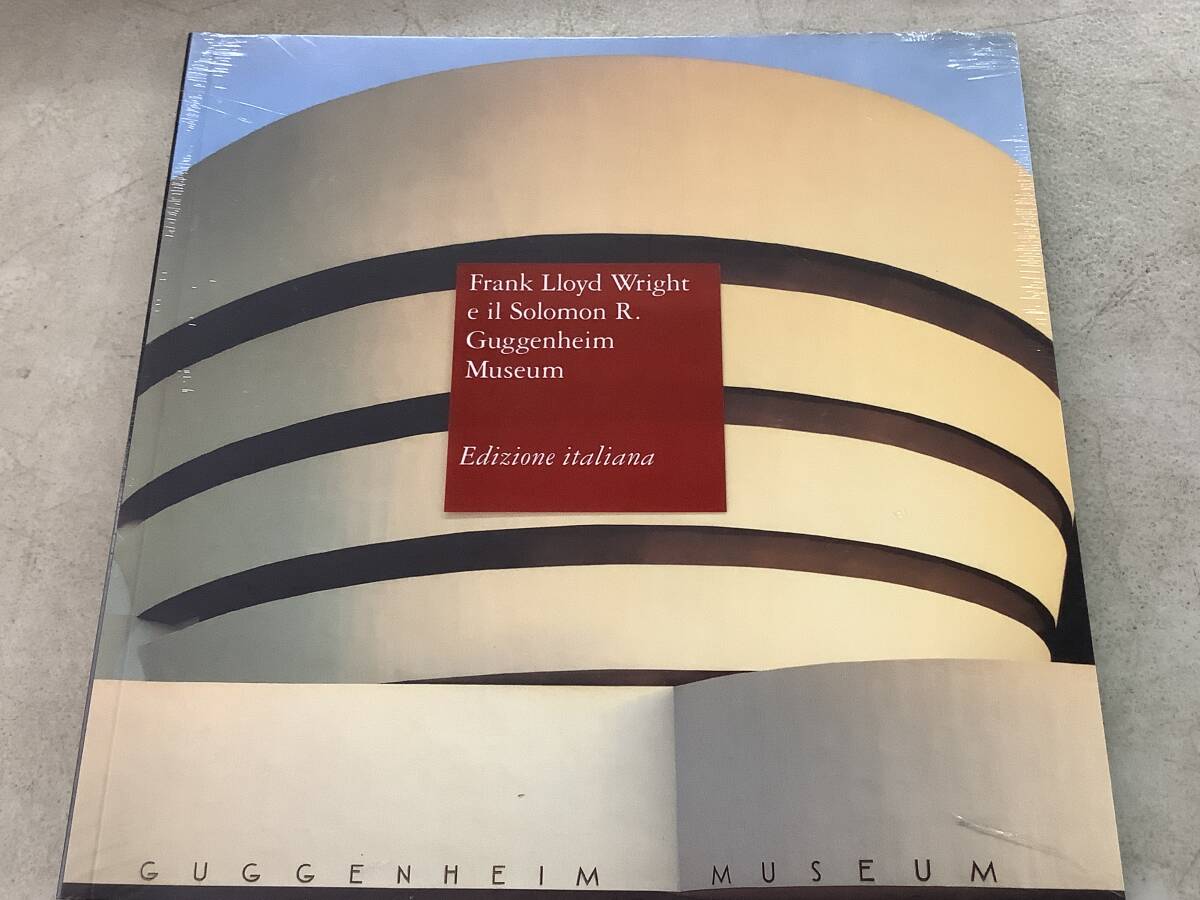 Frank Lloyd Wright
e il Solomon R.
Guggenheim
Museum
Edizione italiana
GUGGENHEIM MUSEUM